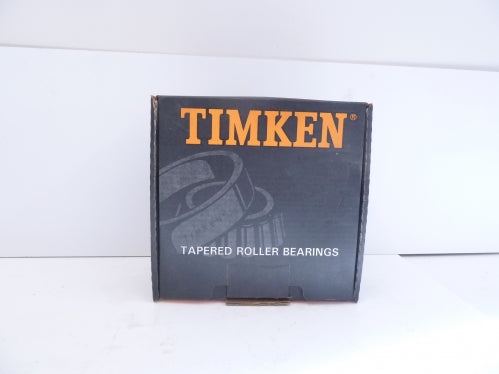 TIMKEN®
TAPERED ROLLER BEARINGS